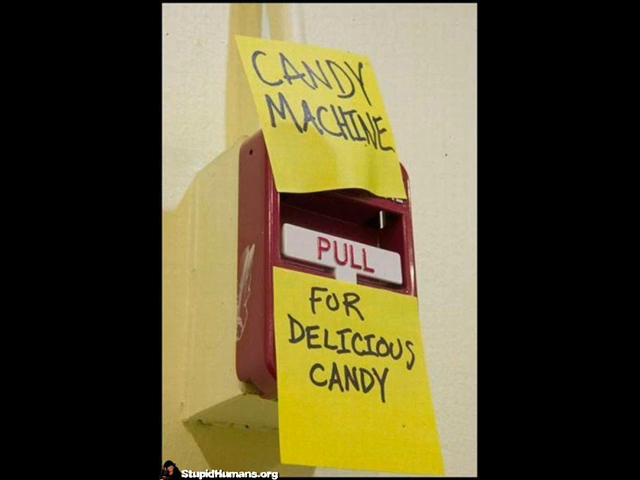 CANDY
MACHINE
PULL
FOR
DELICIOUS
CANDY
StupidHumans.org